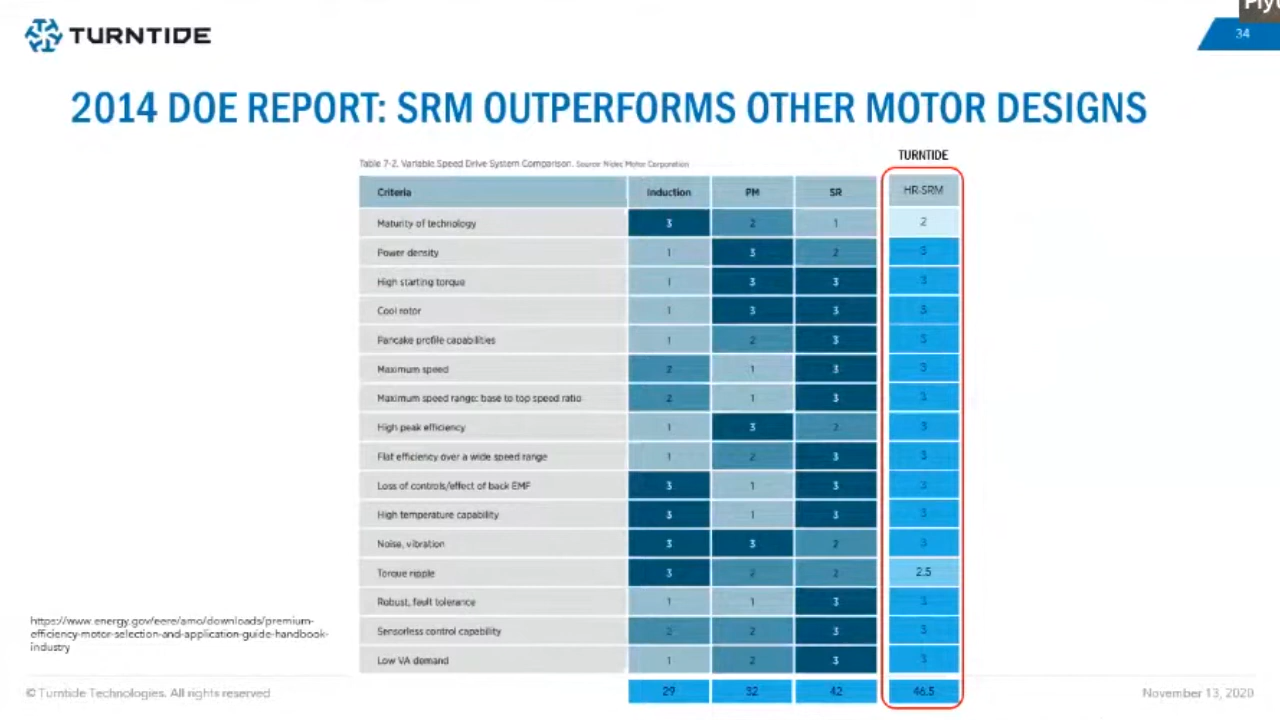 TURNTIDE
34
2014 DOE REPORT: SRM OUTPERFORMS OTHER MOTOR DESIGNS
Table 7-2. Variable Speed Drive System Comparison. Source: Nidec Motor Corporation
TURNTIDE
Criteria Induction PM SR HR-SRM
Maturity of technology 3 2 1 2
Power density 1 3 2 3
High starting torque 1 3 3 3
Cool rotor 1 3 3 3
Pancake profile capabilities 1 2 3 3
Maximum speed 2 1 3 3
Maximum speed range: base to top speed ratio 2 1 3 3
High peak efficiency 1 3 2 3
Flat efficiency over a wide speed range 1 2 3 3
Loss of controls/effect of back EMF 3 1 3 3
High temperature capability 3 1 3 3
Noise, vibration 3 3 2 3
Torque ripple 3 2 2 2.5
Robust, fault tolerance 1 1 3 3
Sensorless control capability 2 2 3 3
Low VA demand 1 2 3 3
29 32 42 46.5
https://www.energy.gov/eere/amo/downloads/premium-
efficiency-motor-selection-and-application-guide-handbook-
industry
© Turntide Technologies. All rights reserved
November 13, 2020